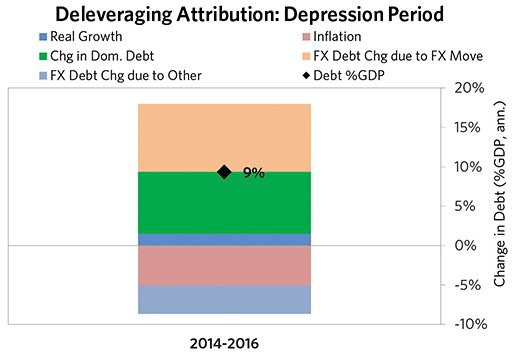 Deleveraging Attribution: Depression Period
Real Growth
Inflation
Chg in Dom. Debt
FX Debt Chg due to FX Move
FX Debt Chg due to Other
Debt %GDP
20%
15%
10%
5%
0%
-5%
-10%
9%
Change in Debt (%GDP, ann.)
2014-2016